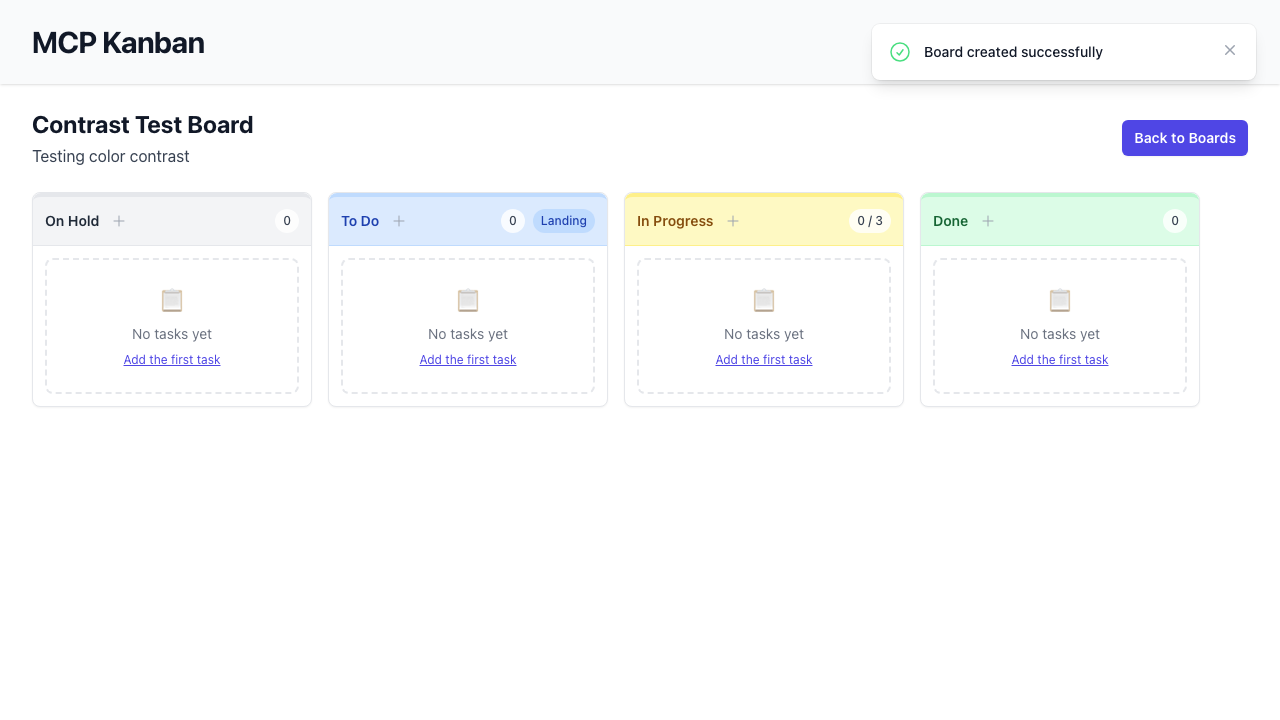 MCP Kanban
Board created successfully
Contrast Test Board
Testing color contrast
Back to Boards
On Hold 0
To Do 0 Landing
In Progress 0 / 3
Done 0
No tasks yet
Add the first task
No tasks yet
Add the first task
No tasks yet
Add the first task
No tasks yet
Add the first task